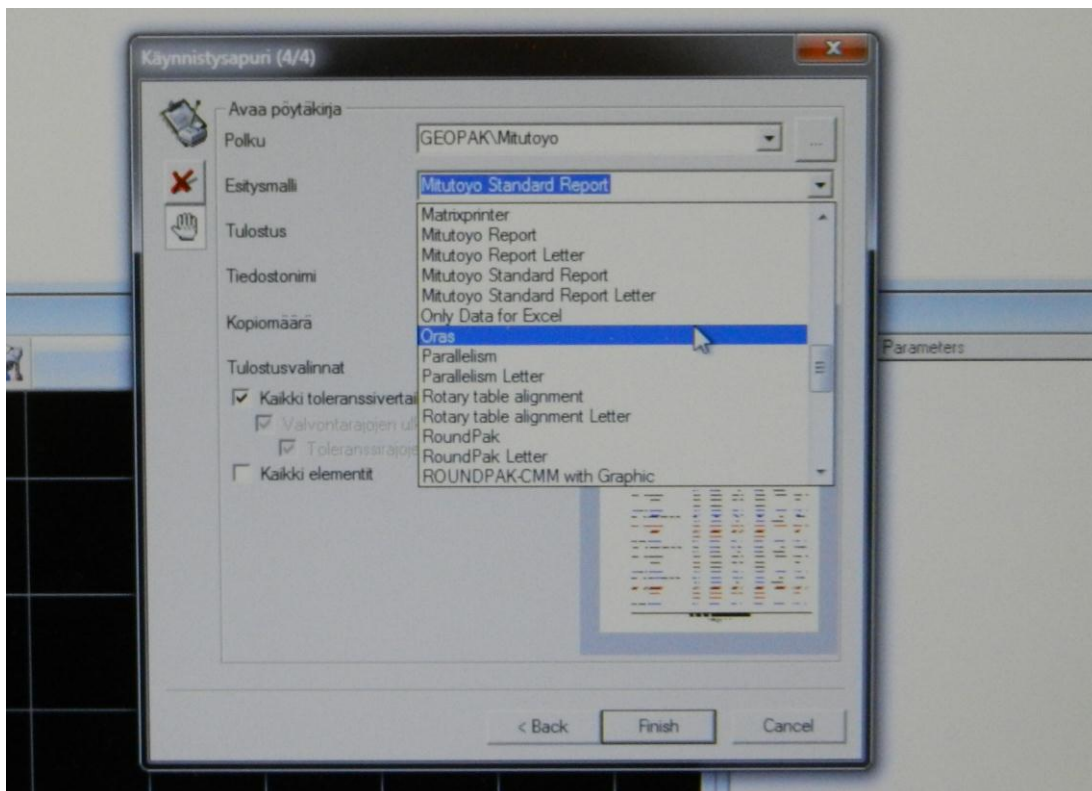 Käynnistysapuri (4/4)
Avaa pöytäkirja
Polku
GEOPAK\Mitutoyo
...
Esitysmalli
Mitutoyo Standard Report
Tulostus
Matrixprinter
Mitutoyo Report
Mitutoyo Report Letter
Tiedostonimi
Mitutoyo Standard Report
Mitutoyo Standard Report Letter
Kopiomäärä
Only Data for Excel
Oras
Parallelism
Parallelism Letter
Tulostusvalinnat
Rotary table alignment
Rotary table alignment Letter
RoundPak
RoundPak Letter
ROUNDPAK-CMM with Graphic
Kaikki toleranssivertai
Valvontarajojen ul
Toleranssirajoje
Kaikki elementit
Parameters
< Back
Finish
Cancel